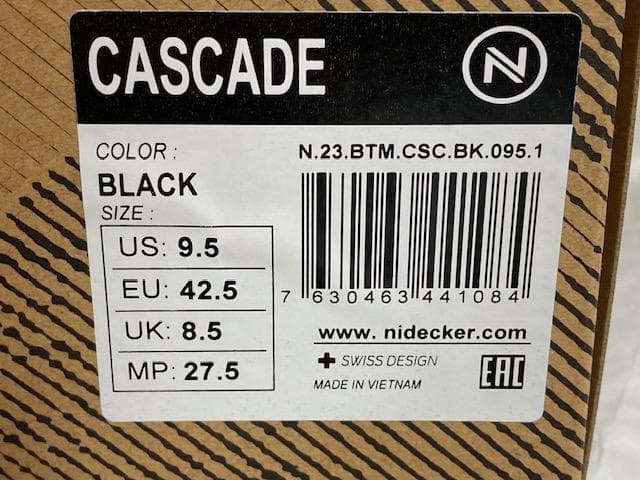 CASCADE
N
COLOR :
BLACK
SIZE :
US: 9.5
EU: 42.5
UK: 8.5
MP: 27.5
N.23.BTM.CSC.BK.095.1
7 630463 441084
www. nidecker.com
+ SWISS DESIGN
MADE IN VIETNAM
EAC